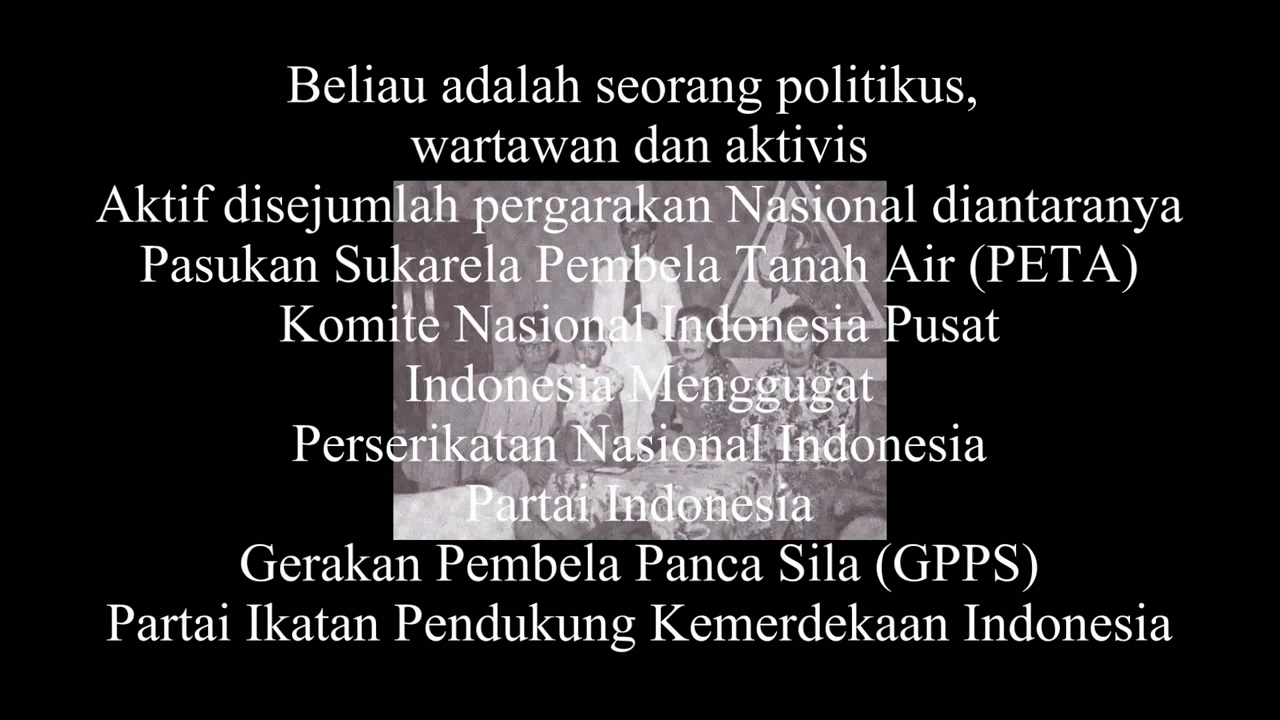 Beliau adalah seorang politikus,
wartawan dan aktivis
Aktif disejumlah pergarakan Nasional diantaranya
Pasukan Sukarela Pembela Tanah Air (PETA)
Komite Nasional Indonesia Pusat
Indonesia Menggugat
Perserikatan Nasional Indonesia
Partai Indonesia
Gerakan Pembela Panca Sila (GPPS)
Partai Ikatan Pendukung Kemerdekaan Indonesia